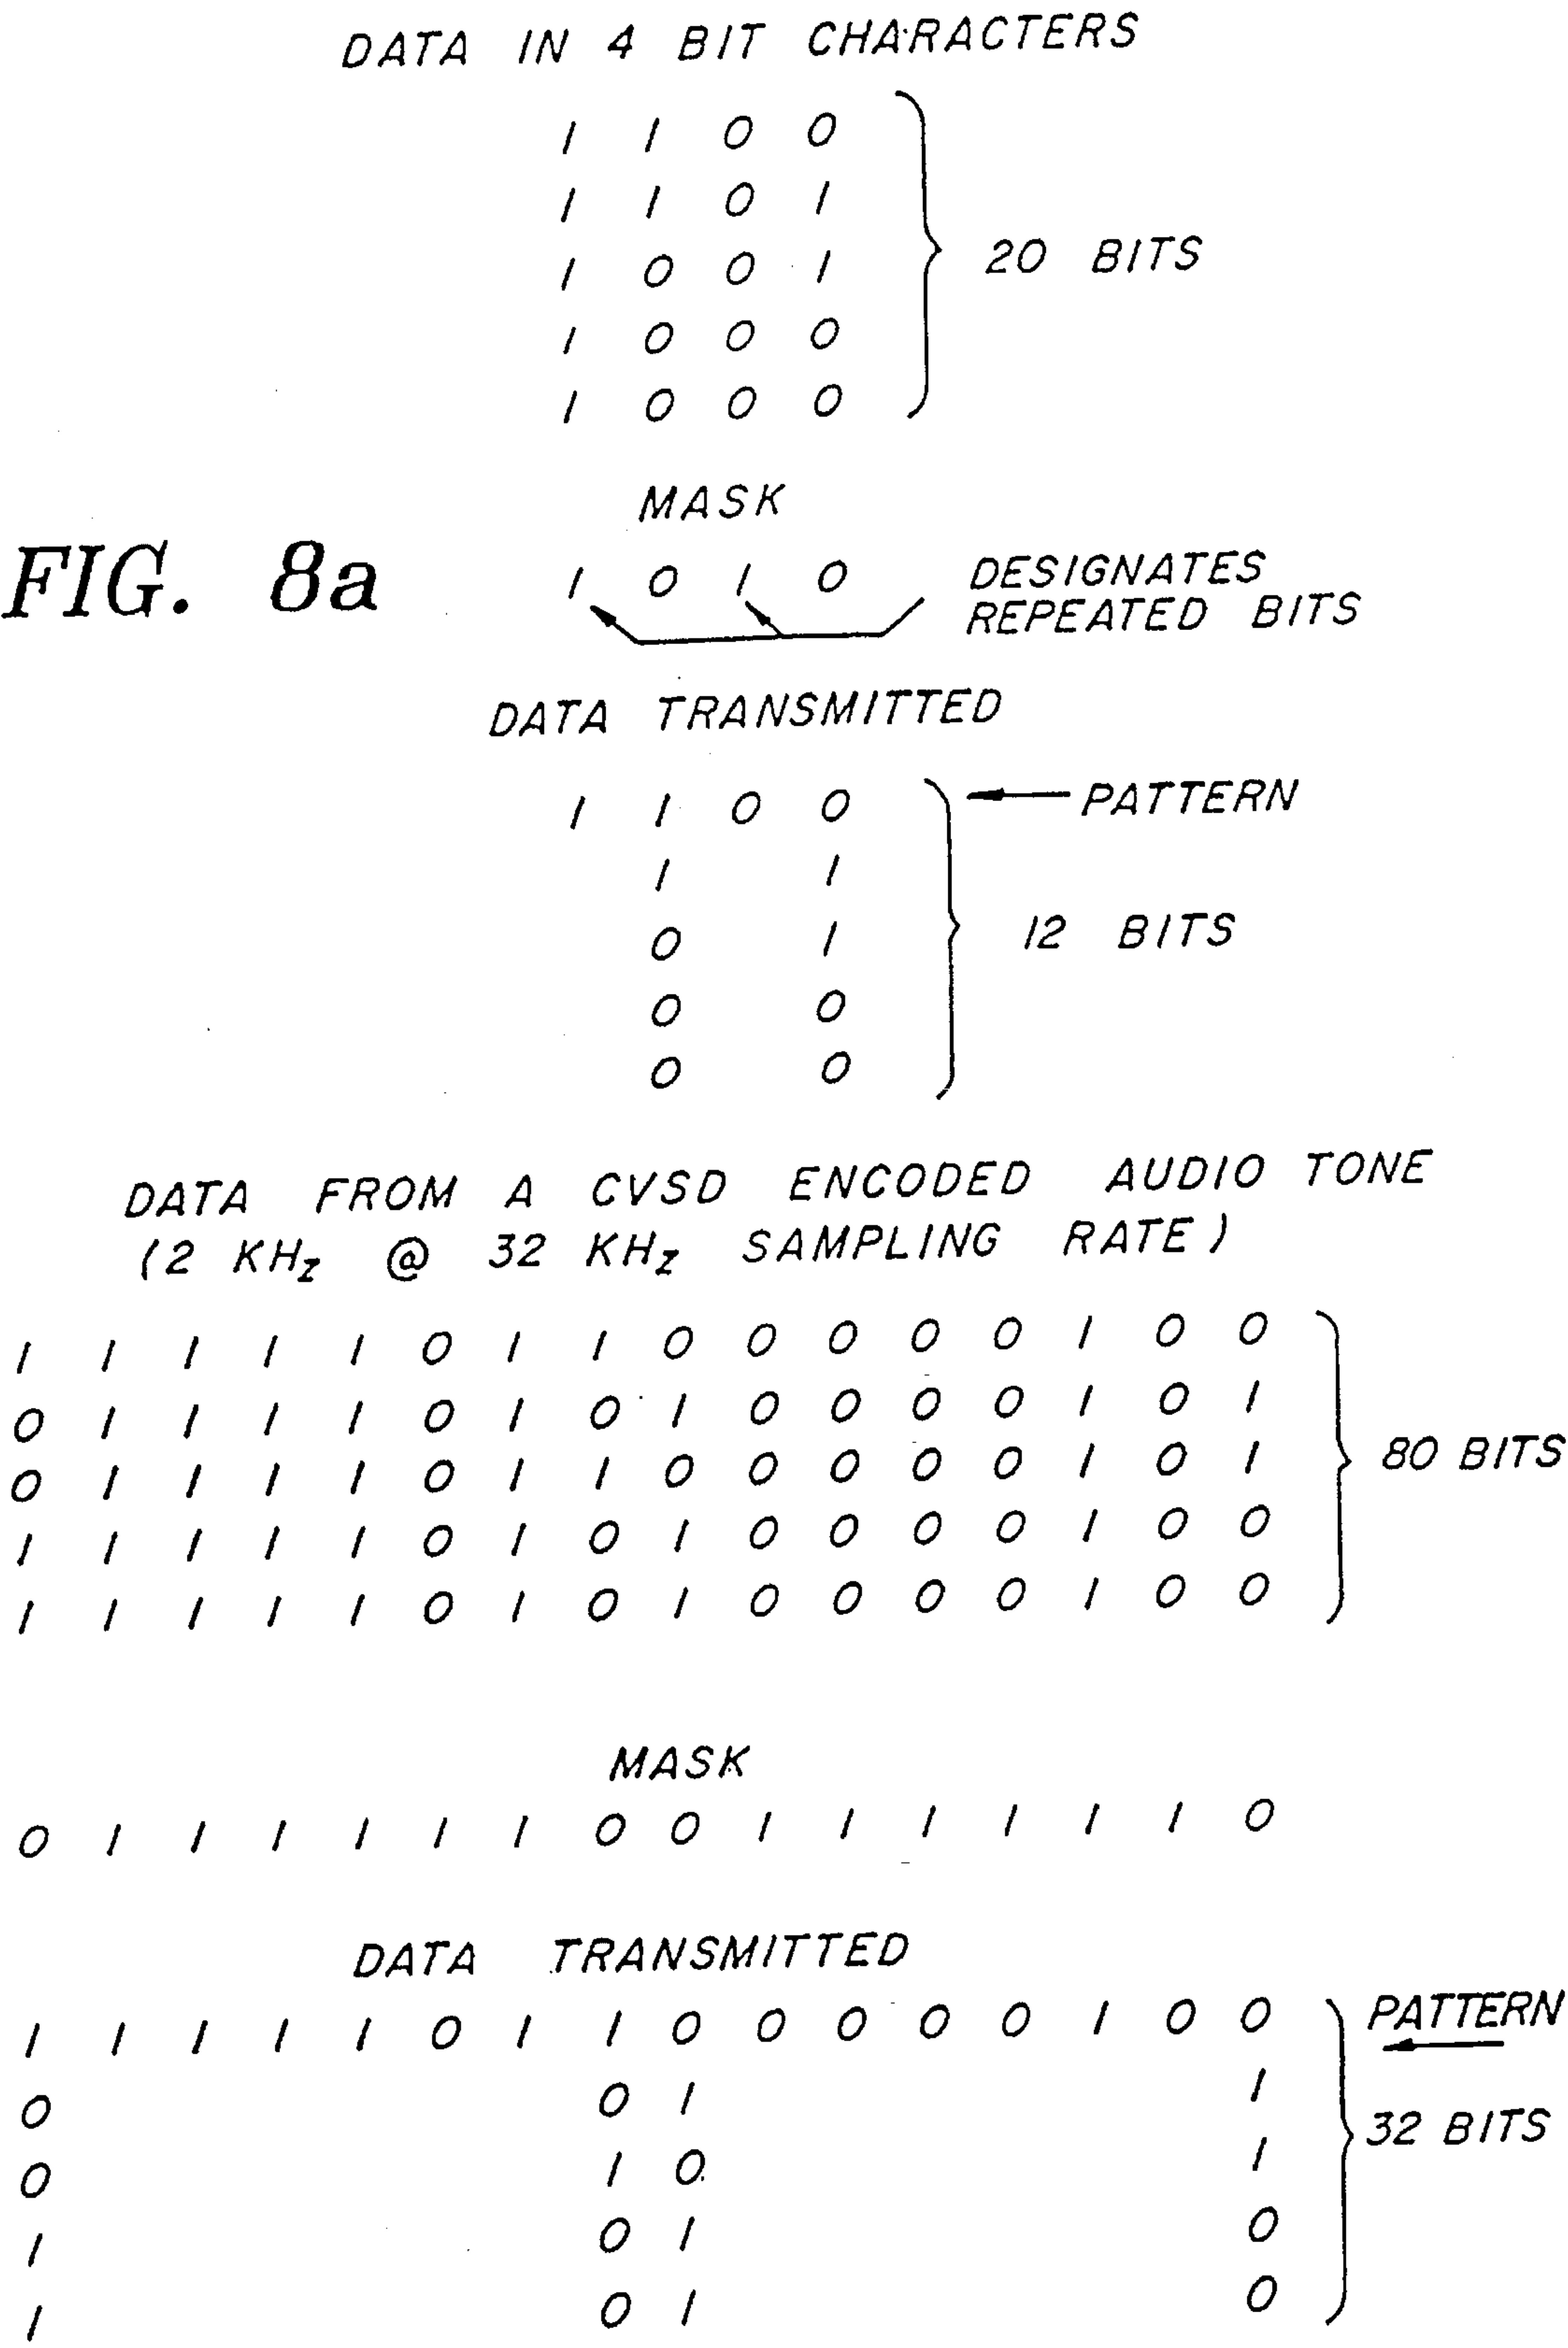 DATA IN 4 BIT CHARACTERS
1 1 0 0
1 1 0 1
1 0 0 1
1 0 0 0
1 0 0 0
20 BITS
MASK
FIG. 8a
1 0 1 0
DESIGNATES
REPEATED BITS
DATA TRANSMITTED
1 1 0 0
PATTERN
1 1
0 1
0 0
0 0
12 BITS
DATA FROM A CVSD ENCODED AUDIO TONE
(2 KHz @ 32 KHz SAMPLING RATE)
1 1 1 1 1 0 1 1 0 0 0 0 0 1 0 0
0 1 1 1 1 0 1 0 1 0 0 0 0 1 0 1
0 1 1 1 1 0 1 1 0 0 0 0 0 1 0 1
1 1 1 1 1 0 1 0 1 0 0 0 0 1 0 0
1 1 1 1 1 0 1 0 1 0 0 0 0 1 0 0
80 BITS
MASK
0 1 1 1 1 1 1 0 0 1 1 1 1 1 1 0
DATA TRANSMITTED
1 1 1 1 1 0 1 1 0 0 0 0 0 1 0 0
PATTERN
0 0 1 1
0 1 0 1
1 0 1 0
1 0 1 0
32 BITS